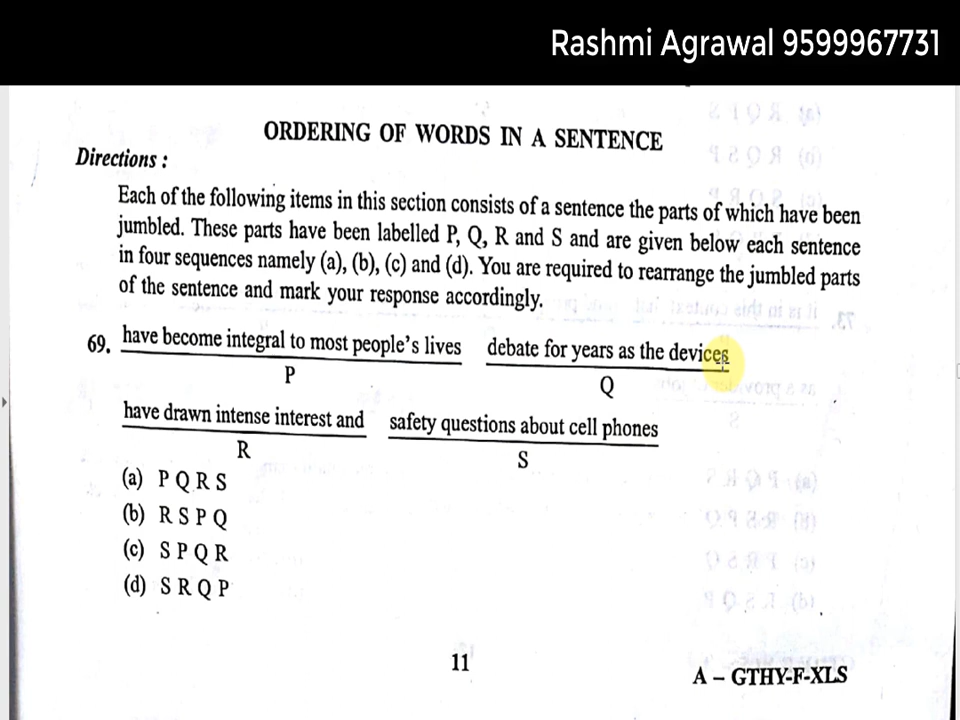 Rashmi Agrawal 9599967731
ORDERING OF WORDS IN A SENTENCE
Directions :
Each of the following items in this section consists of a sentence the parts of which have been
jumbled. These parts have been labelled P, Q, R and S and are given below each sentence
in four sequences namely (a), (b), (c) and (d). You are required to rearrange the jumbled parts
of the sentence and mark your response accordingly.
69. have become integral to most people's lives debate for years as the devices
P Q
have drawn intense interest and safety questions about cell phones
R S
(a) P Q R S
(b) R S P Q
(c) S P Q R
(d) S R Q P
11
A – GTHY-F-XLS